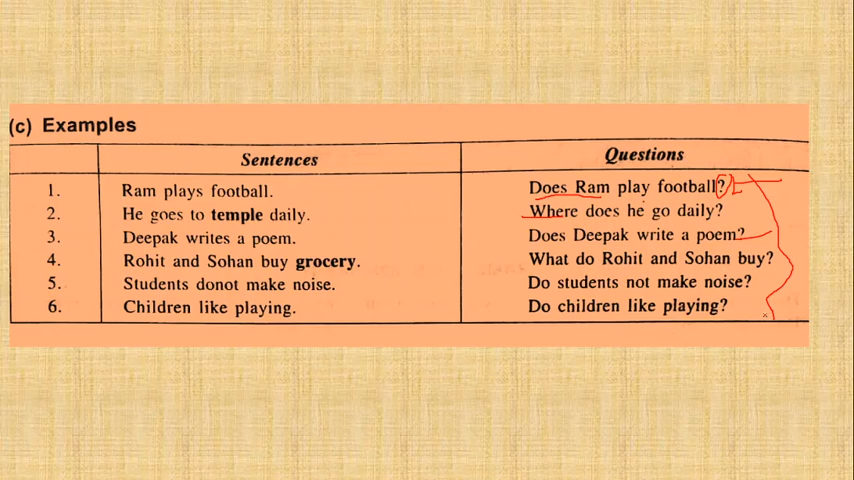 (c) Examples
Sentences Questions
1. Ram plays football. Does Ram play football?
2. He goes to temple daily. Where does he go daily?
3. Deepak writes a poem. Does Deepak write a poem?
4. Rohit and Sohan buy grocery. What do Rohit and Sohan buy?
5. Students donot make noise. Do students not make noise?
6. Children like playing. Do children like playing?